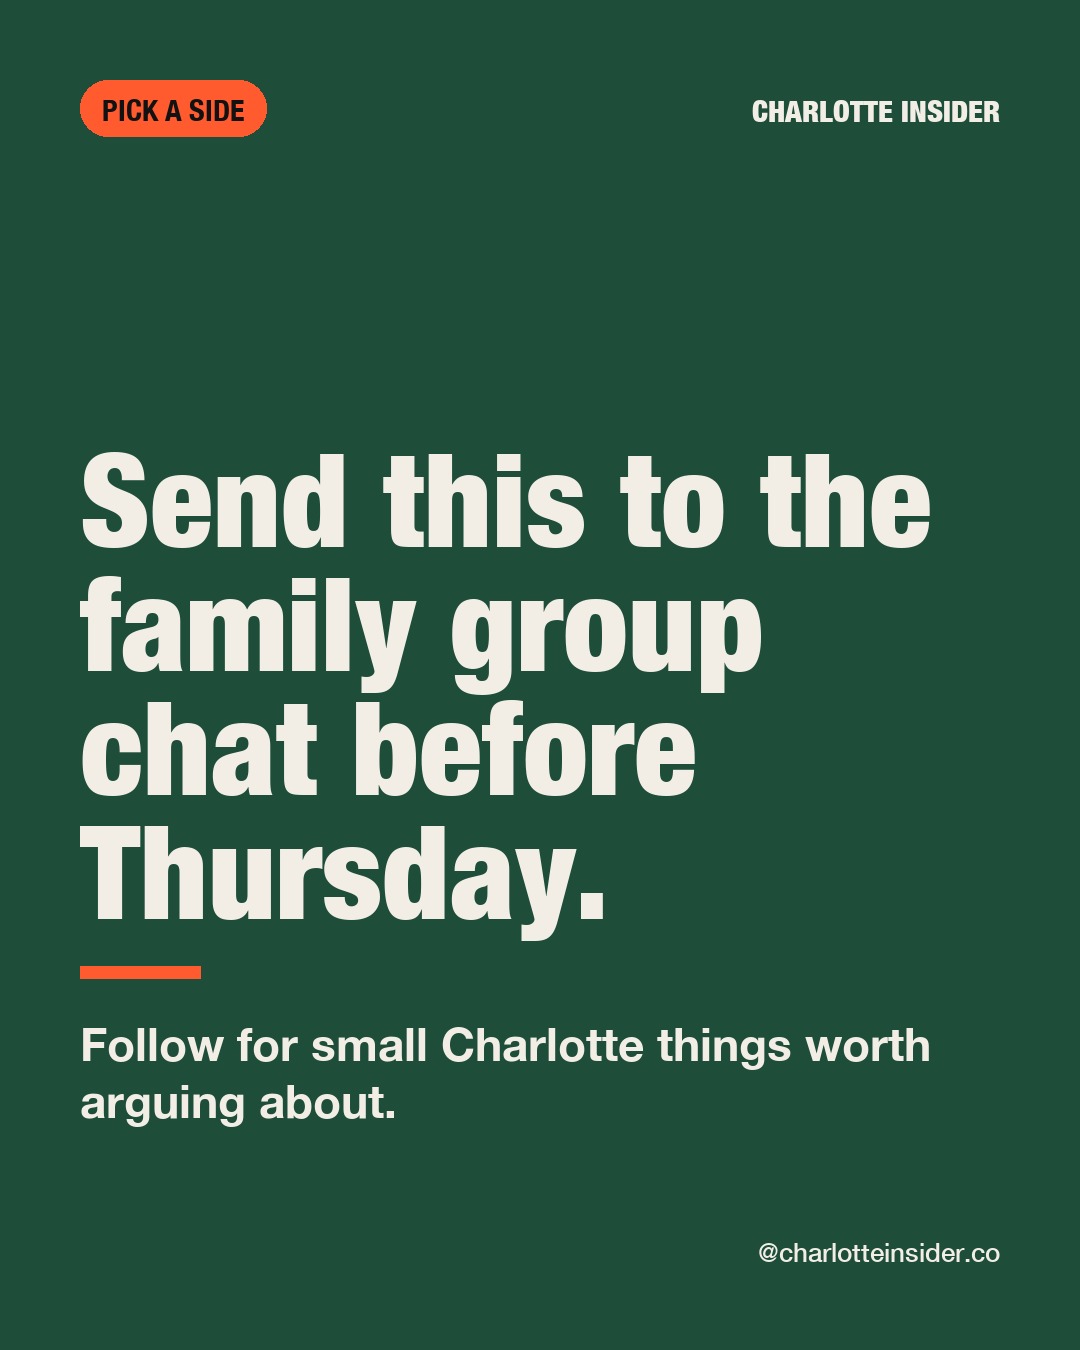 PICK A SIDE
CHARLOTTE INSIDER
Send this to the
family group
chat before
Thursday.
Follow for small Charlotte things worth
arguing about.
@charlotteinsider.co